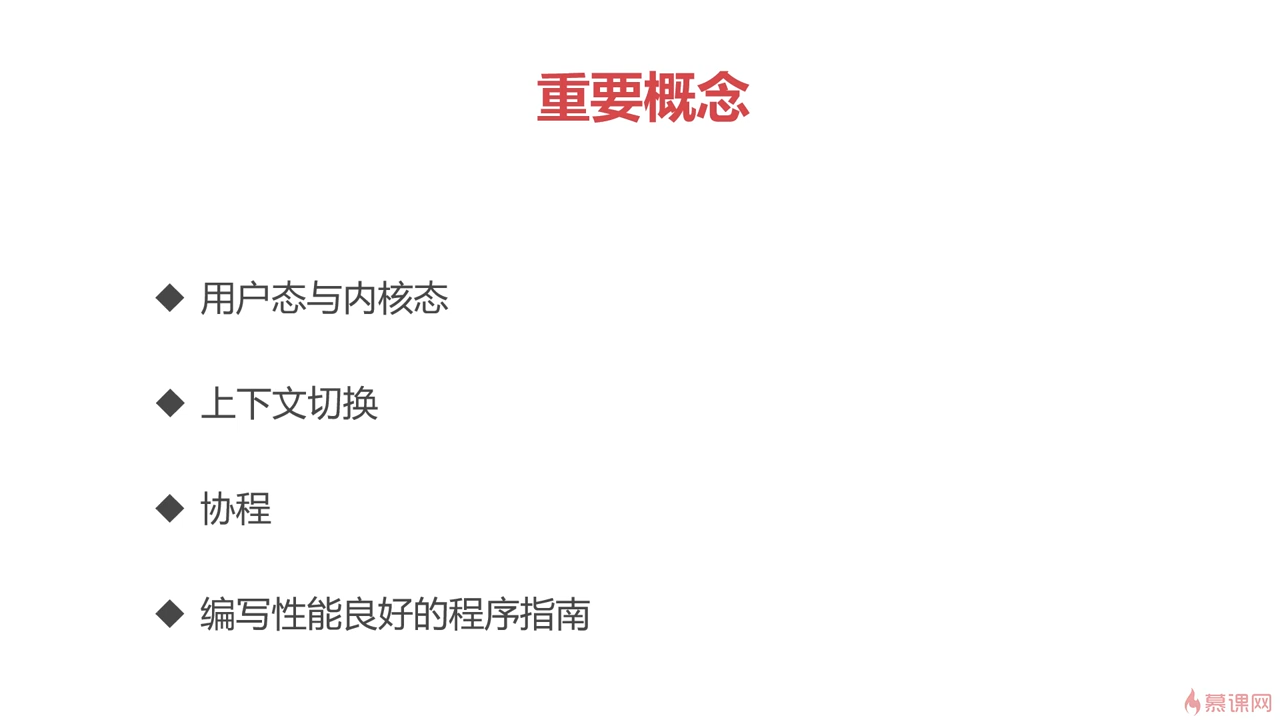 重要概念
◆ 用户态与内核态
◆ 上下文切换
◆ 协程
◆ 编写性能良好的程序指南
慕课网